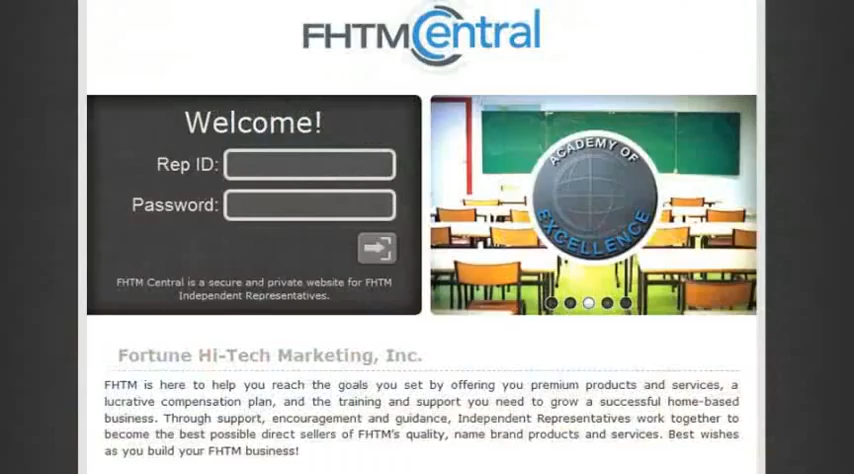 FHTMCentral
Welcome!
Rep ID:
Password:
FHTM Central is a secure and private website for FHTM
Independent Representatives.
ACADEMY OF
EXCELLENCE
Fortune Hi-Tech Marketing, Inc.
FHTM is here to help you reach the goals you set by offering you premium products and services, a
lucrative compensation plan, and the training and support you need to grow a successful home-based
business. Through support, encouragement and guidance, Independent Representatives work together to
become the best possible direct sellers of FHTM's quality, name brand products and services. Best wishes
as you build your FHTM business!